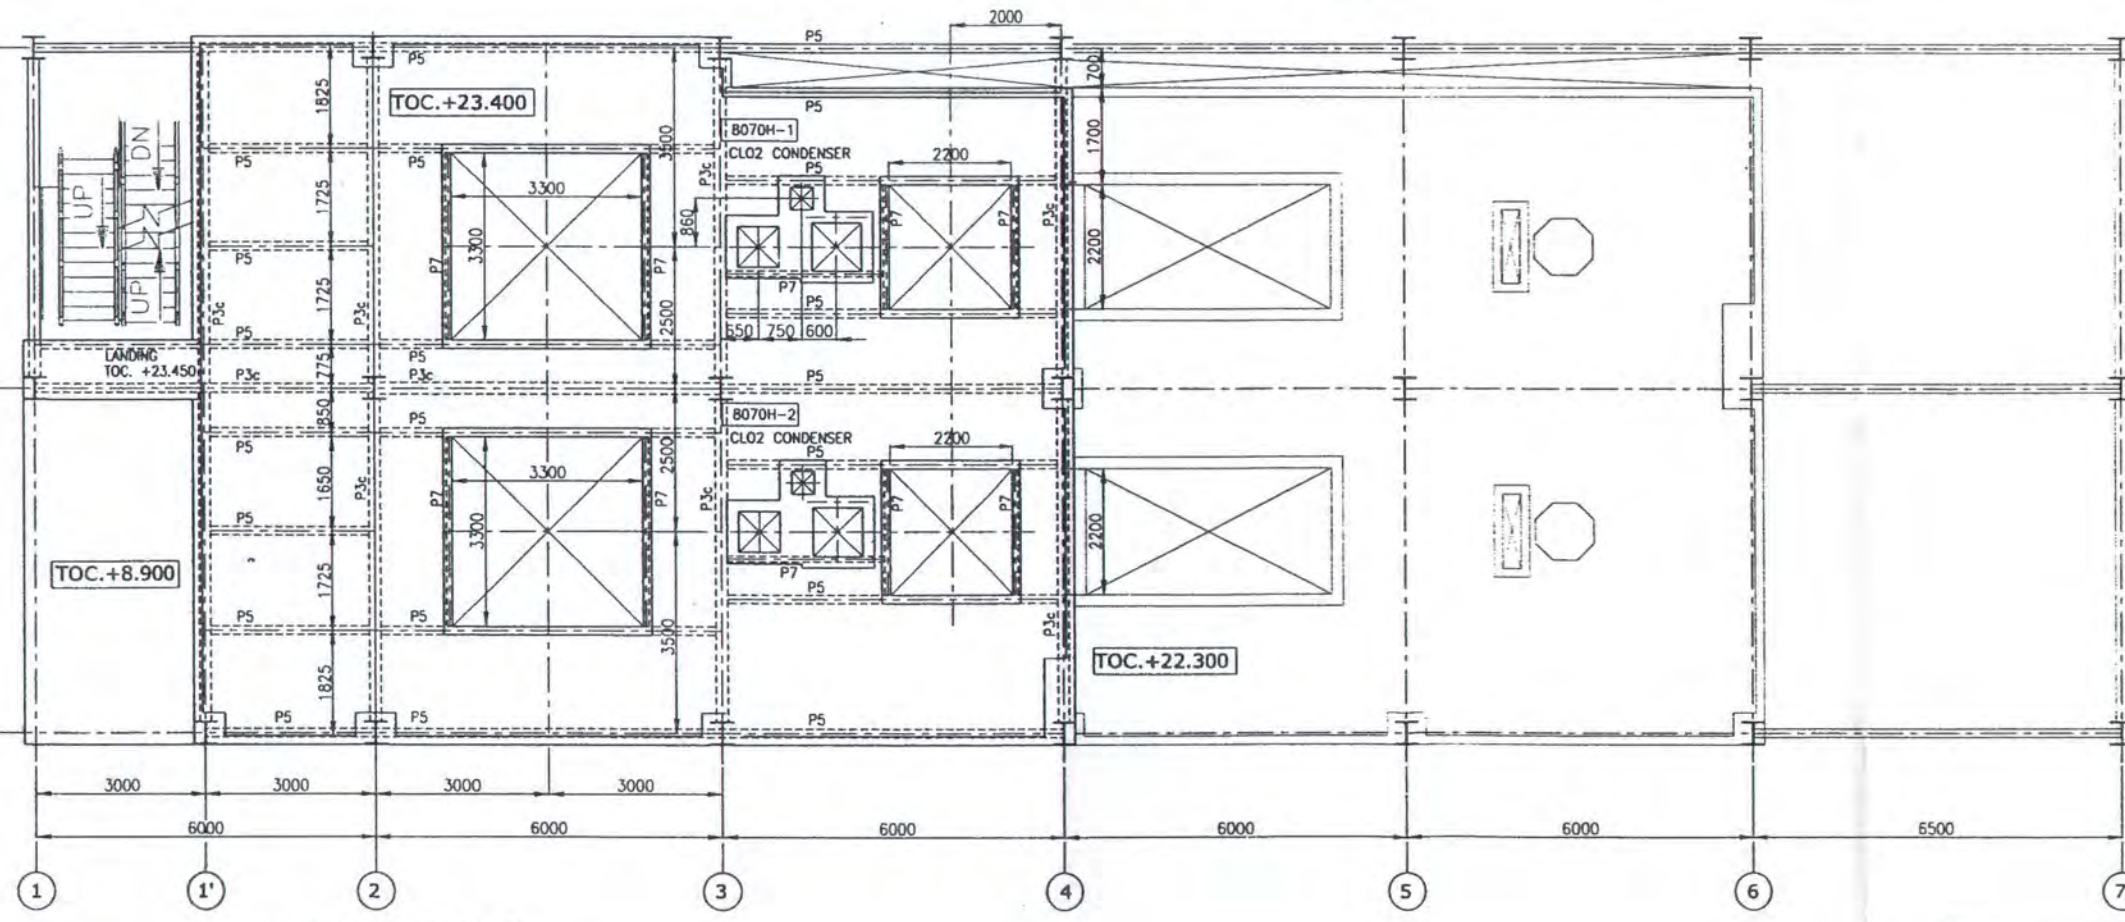 2000
P5
P5
700
1825
TOC.+23.400
3500
P5
1700
8070H-1
CLO2 CONDENSER
P5
2200
UP
DN
P5
P5
1725
3300
3300
P3c
860
P7
P7
P3c
2200
UP
P3c
P5
1725
P3c
P7
P7
2500
P7
P5
550
750
600
P5
P5
LANDING
TOC. +23.450
P3c
775
P3c
P5
850
8070H-2
CLO2 CONDENSER
P5
2200
P5
P5
1650
P3c
3300
3300
P7
2500
P7
P3c
P7
P7
2200
P5
TOC.+8.900
1725
P7
P5
P5
P5
3500
P3c
TOC.+22.300
1825
P5
P5
P5
3000
3000
3000
3000
6000
6000
6000
6000
6000
6500
1
1'
2
3
4
5
6
7